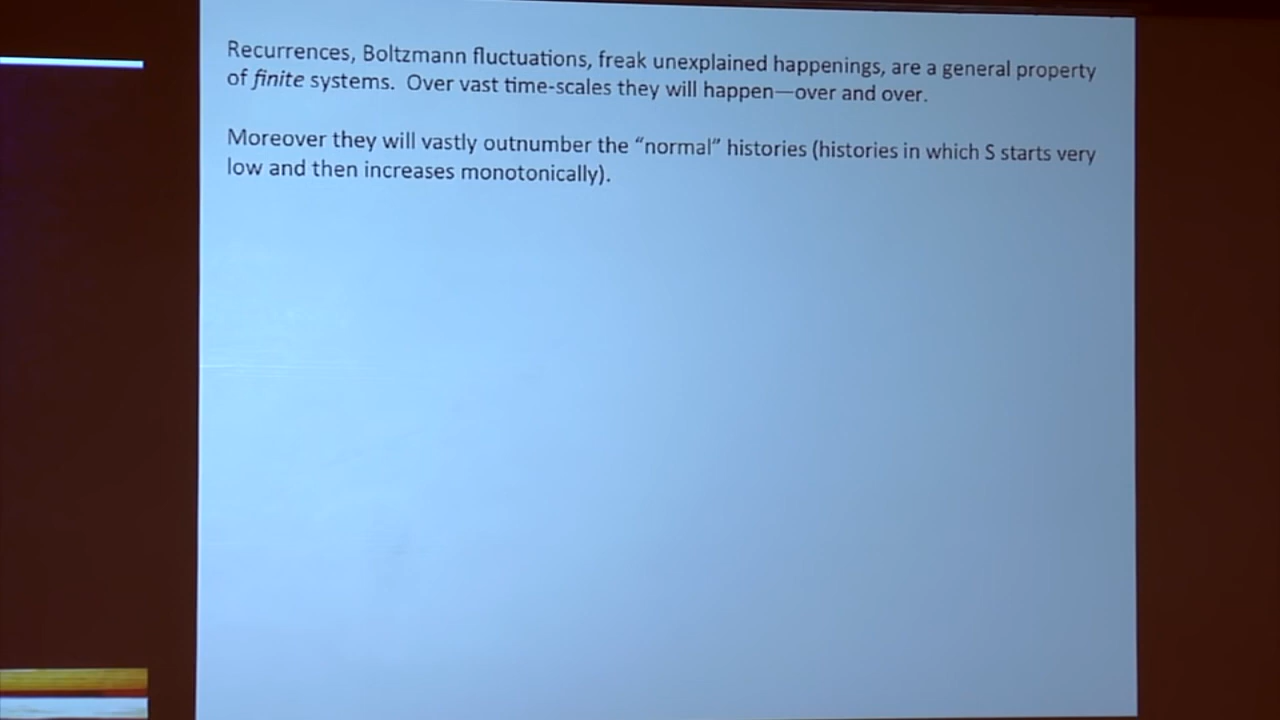 Recurrences, Boltzmann fluctuations, freak unexplained happenings, are a general property
of finite systems.  Over vast time-scales they will happen—over and over.
Moreover they will vastly outnumber the “normal” histories (histories in which S starts very
low and then increases monotonically).